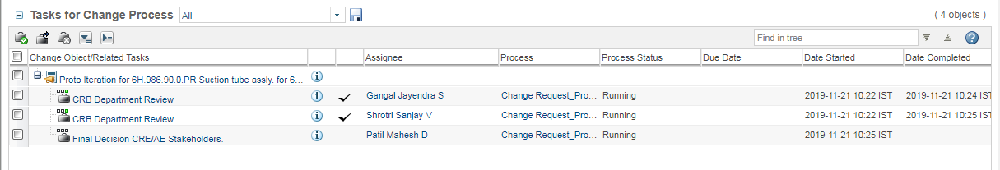 Tasks for Change Process All ( 4 objects )
Find in tree
Change Object/Related Tasks Assignee Process Process Status Due Date Date Started Date Completed
Proto Iteration for 6H.986.90.0.PR Suction tube assly. for 6...
CRB Department Review Gangal Jayendra S Change Request_Pro... Running 2019-11-21 10:22 IST 2019-11-21 10:24 IST
CRB Department Review Shrotri Sanjay V Change Request_Pro... Running 2019-11-21 10:22 IST 2019-11-21 10:25 IST
Final Decision CRE/AE Stakeholders. Patil Mahesh D Change Request_Pro... Running 2019-11-21 10:25 IST